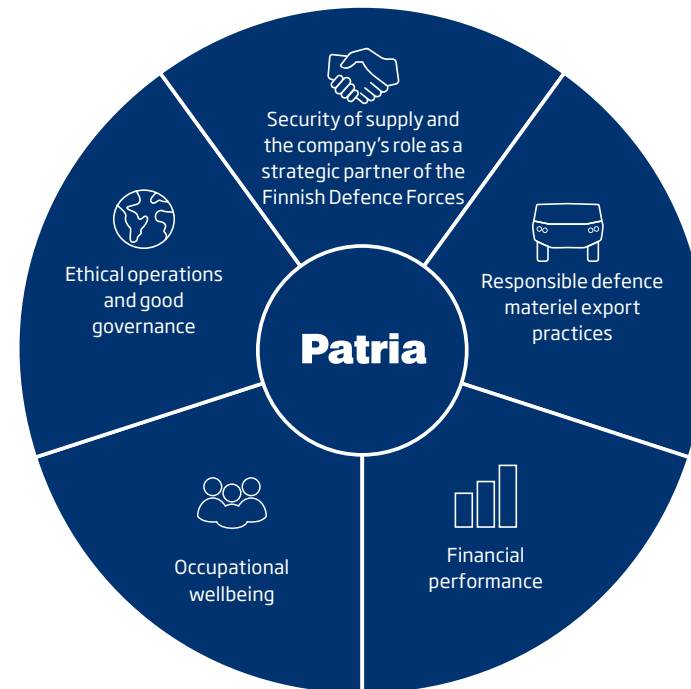 Security of supply and
the company's role as a
strategic partner of the
Finnish Defence Forces
Ethical operations
and good
governance
Responsible defence
materiel export
practices
Patria
Occupational
wellbeing
Financial
performance